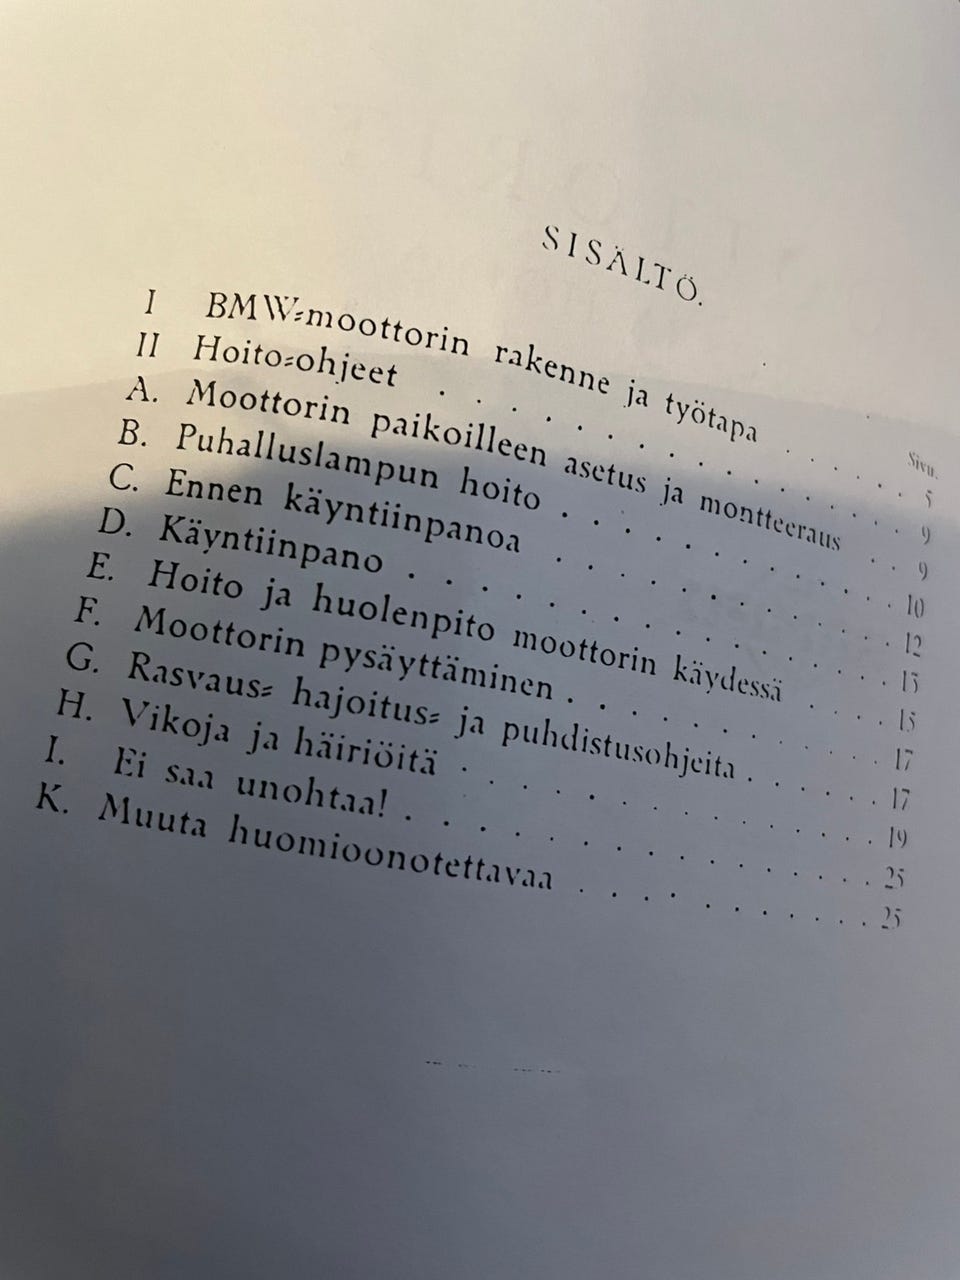 SISÄLTÖ.
Sivu.
I BMW-moottorin rakenne ja työtapa . . . . . . 5
II Hoito-ohjeet . . . . . . . . . . . . . . 9
A. Moottorin paikoilleen asetus ja montteeraus . . . 9
B. Puhalluslampun hoito . . . . . . . . . . . 10
C. Ennen käyntiinpanoa . . . . . . . . . . . 12
D. Käyntiinpano . . . . . . . . . . . . . .
E. Hoito ja huolenpito moottorin käydessä . . . . 15
F. Moottorin pysäyttäminen . . . . . . . . . . 17
G. Rasvaus- hajoitus- ja puhdistusohjeita . . . . . . 17
H. Vikoja ja häiriöitä . . . . . . . . . . . . . 19
I. Ei saa unohtaa! . . . . . . . . . . . . . . 25
K. Muuta huomioonotettavaa . . . . . . . . . . 25